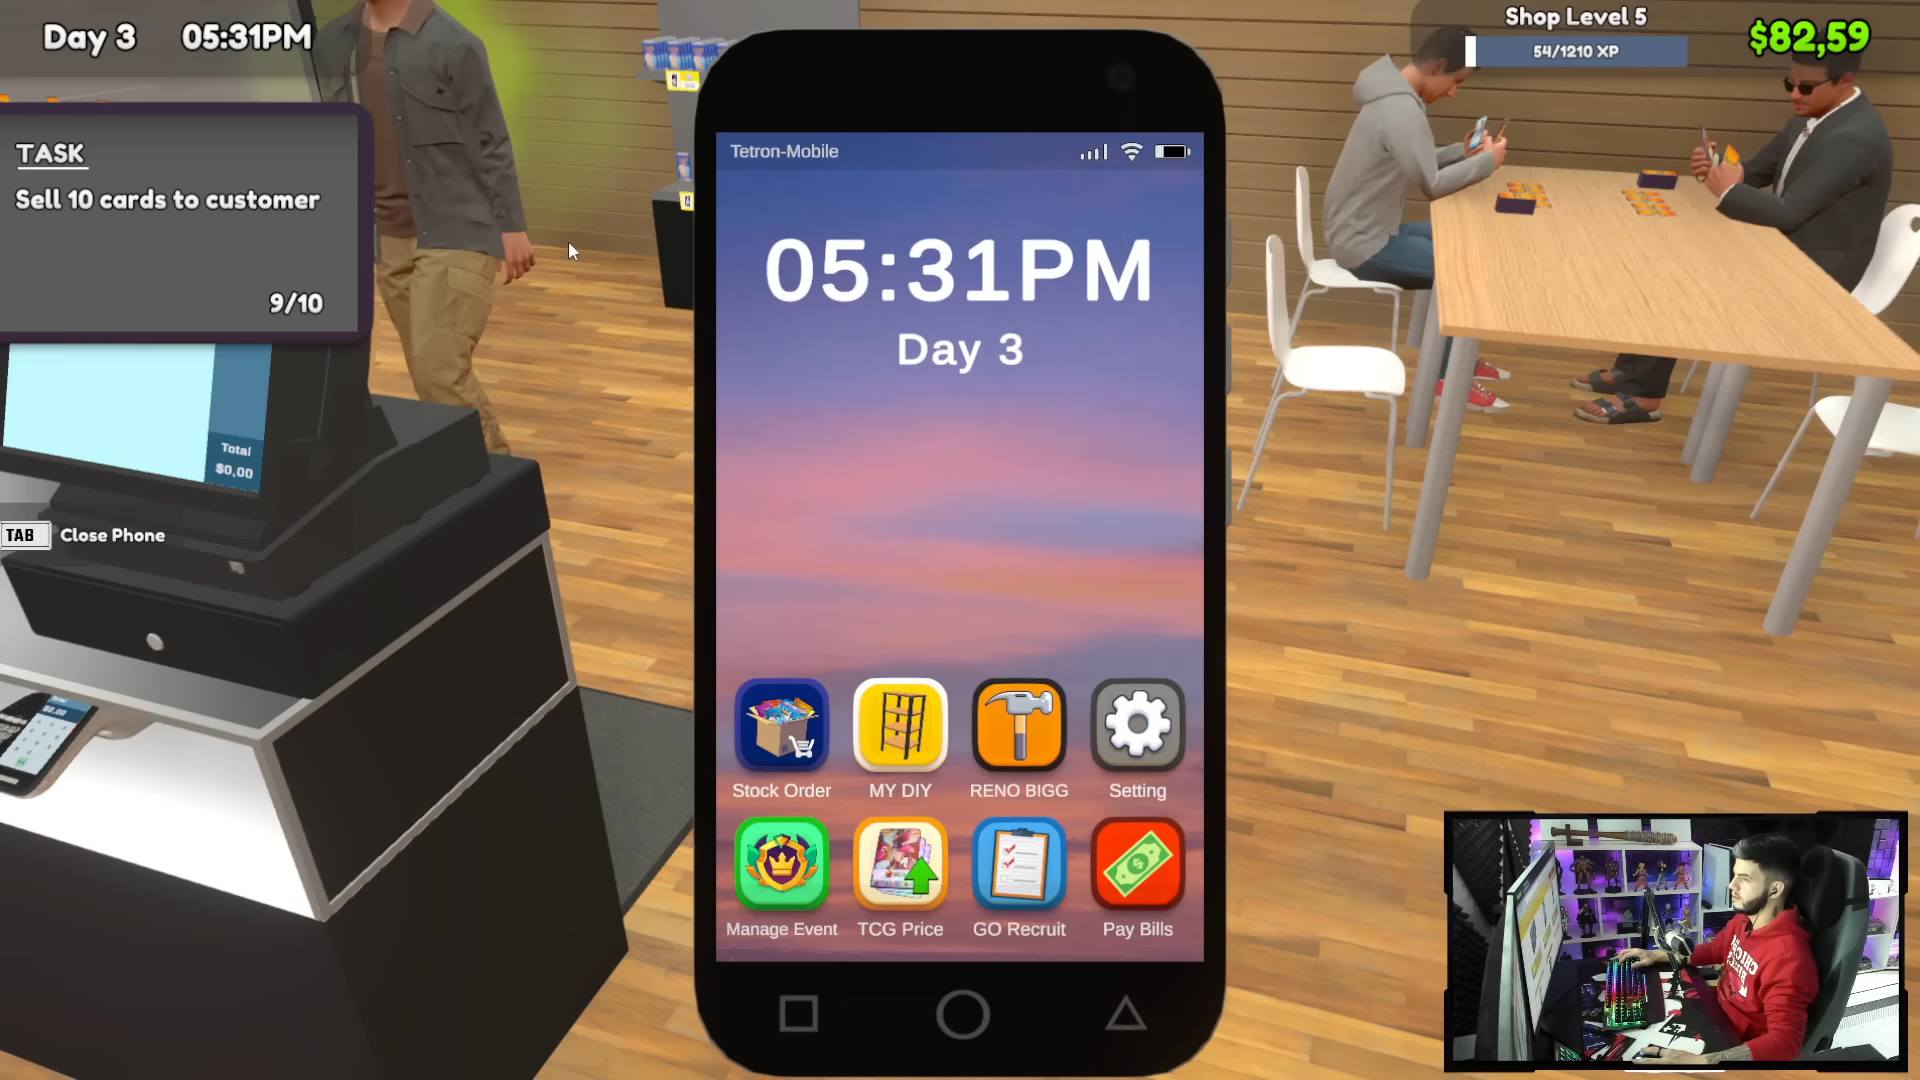 Day 3 05:31PM
Shop Level 5
54/1210 XP
$82,59
TASK
Sell 10 cards to customer
9/10
Total
$0,00
TAB Close Phone
Tetron-Mobile
05:31PM
Day 3
Stock Order MY DIY RENO BIGG Setting
Manage Event TCG Price GO Recruit Pay Bills